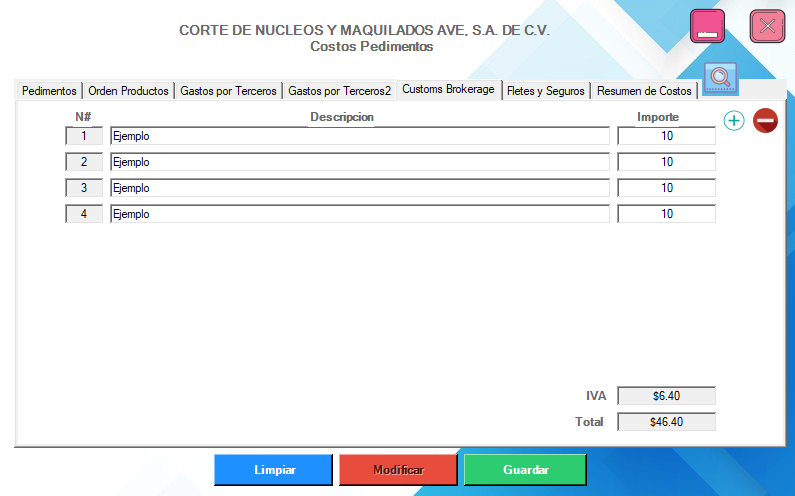 CORTE DE NUCLEOS Y MAQUILADOS AVE, S.A. DE C.V.
Costos Pedimentos
Pedimentos Orden Productos Gastos por Terceros Gastos por Terceros2 Customs Brokerage Fletes y Seguros Resumen de Costos
N# Descripcion Importe
1 Ejemplo 10
2 Ejemplo 10
3 Ejemplo 10
4 Ejemplo 10
IVA $6.40
Total $46.40
Limpiar Modificar Guardar